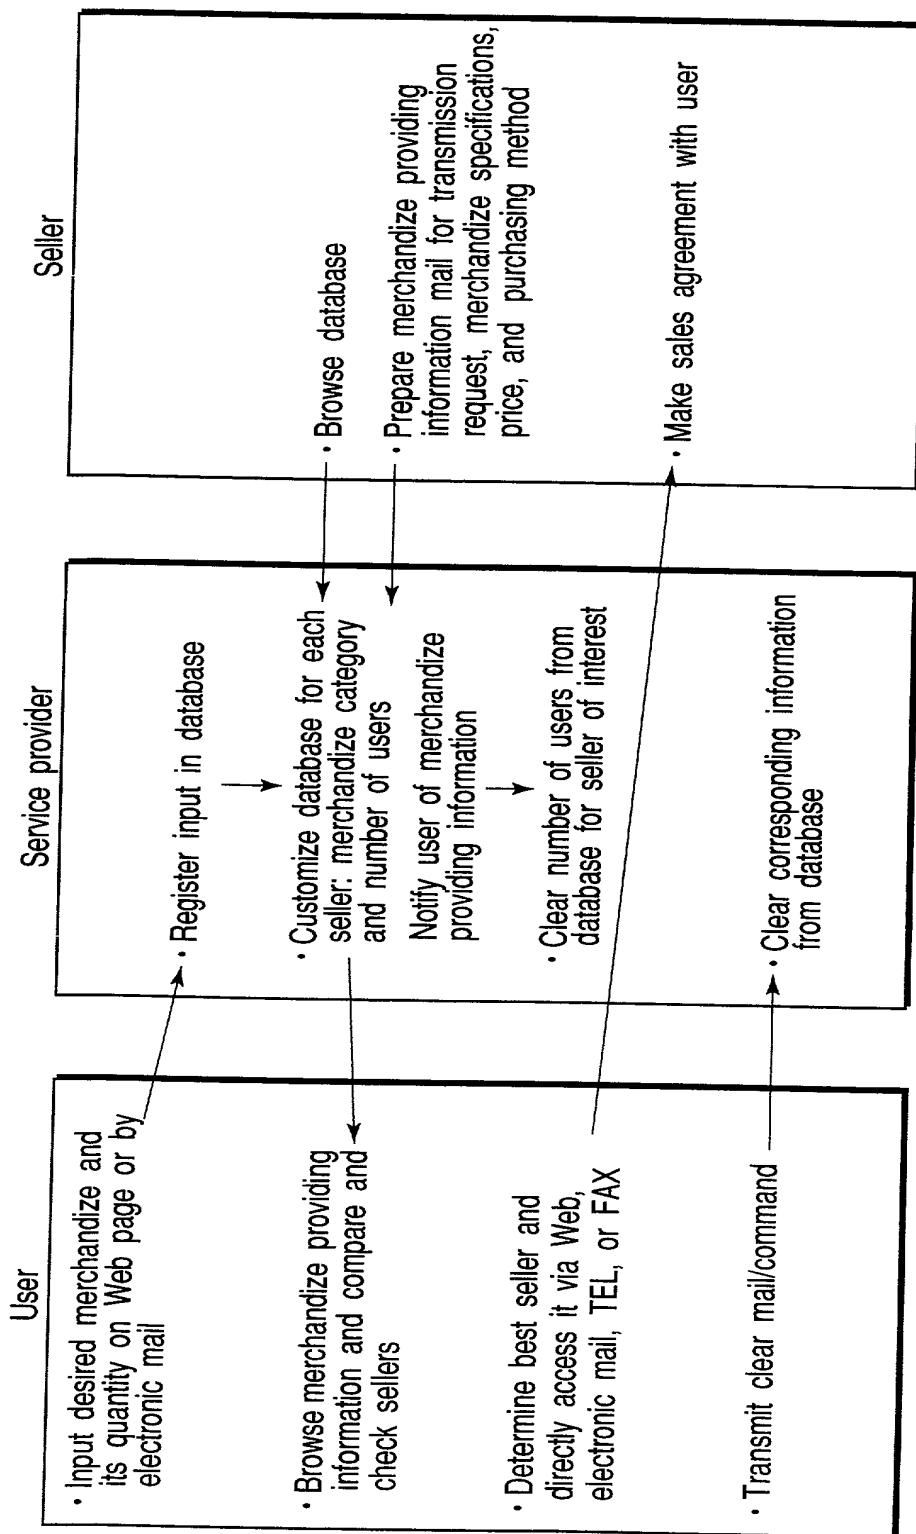 User
· Input desired merchandize and
its quantity on Web page or by
electronic mail
· Browse merchandize providing
information and compare and
check sellers
· Determine best seller and
directly access it via Web,
electronic mail, TEL, or FAX
· Transmit clear mail/command
Service provider
· Register input in database
· Customize database for each
seller: merchandize category
and number of users
Notify user of merchandize
providing information
· Clear number of users from
database for seller of interest
· Clear corresponding information
from database
Seller
· Browse database
· Prepare merchandize providing
information mail for transmission
request, merchandize specifications,
price, and purchasing method
· Make sales agreement with user